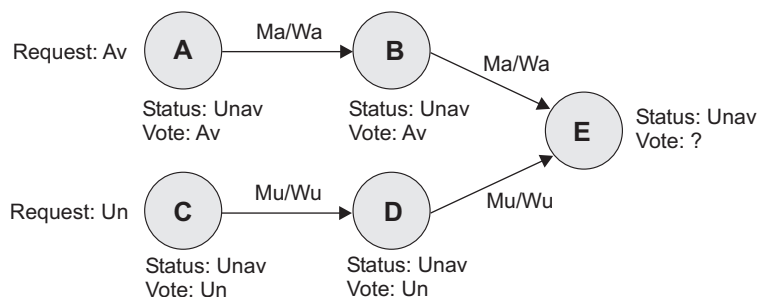 Request: Av
A
Ma/Wa
B
Ma/Wa
Status: Unav
Vote: Av
Status: Unav
Vote: Av
E
Status: Unav
Vote: ?
Request: Un
C
Mu/Wu
D
Mu/Wu
Status: Unav
Vote: Un
Status: Unav
Vote: Un